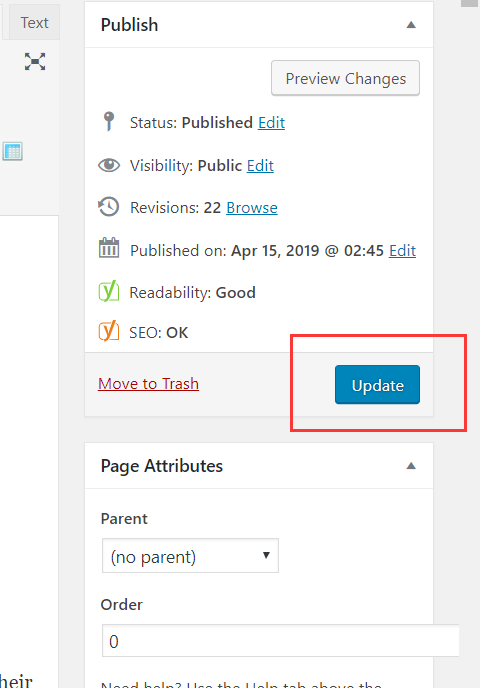 Text
Publish
Preview Changes
Status: Published Edit
Visibility: Public Edit
Revisions: 22 Browse
Published on: Apr 15, 2019 @ 02:45 Edit
Readability: Good
SEO: OK
Move to Trash
Update
Page Attributes
Parent
(no parent)
Order
0
Need help? Use the Help tab above the